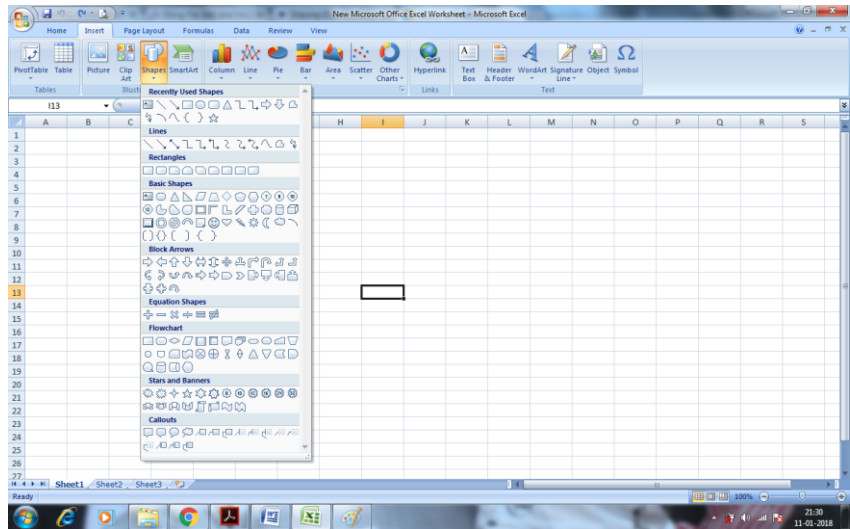 New Microsoft Office Excel Worksheet - Microsoft Excel
Home Insert Page Layout Formulas Data Review View
PivotTable Table Picture Clip Art Shapes SmartArt Column Line Pie Bar Area Scatter Other Charts Hyperlink Text Box Header & Footer WordArt Signature Line Object Symbol
Tables Links Text
I13
Recently Used Shapes
Lines
Rectangles
Basic Shapes
Block Arrows
Equation Shapes
Flowchart
Stars and Banners
Callouts
A B C H I J K L M N O P Q R S
1
2
3
4
5
6
7
8
9
10
11
12
13
14
15
16
17
18
19
20
21
22
23
24
25
26
27
Sheet1 Sheet2 Sheet3
Ready 100%
21:30
11-01-2018